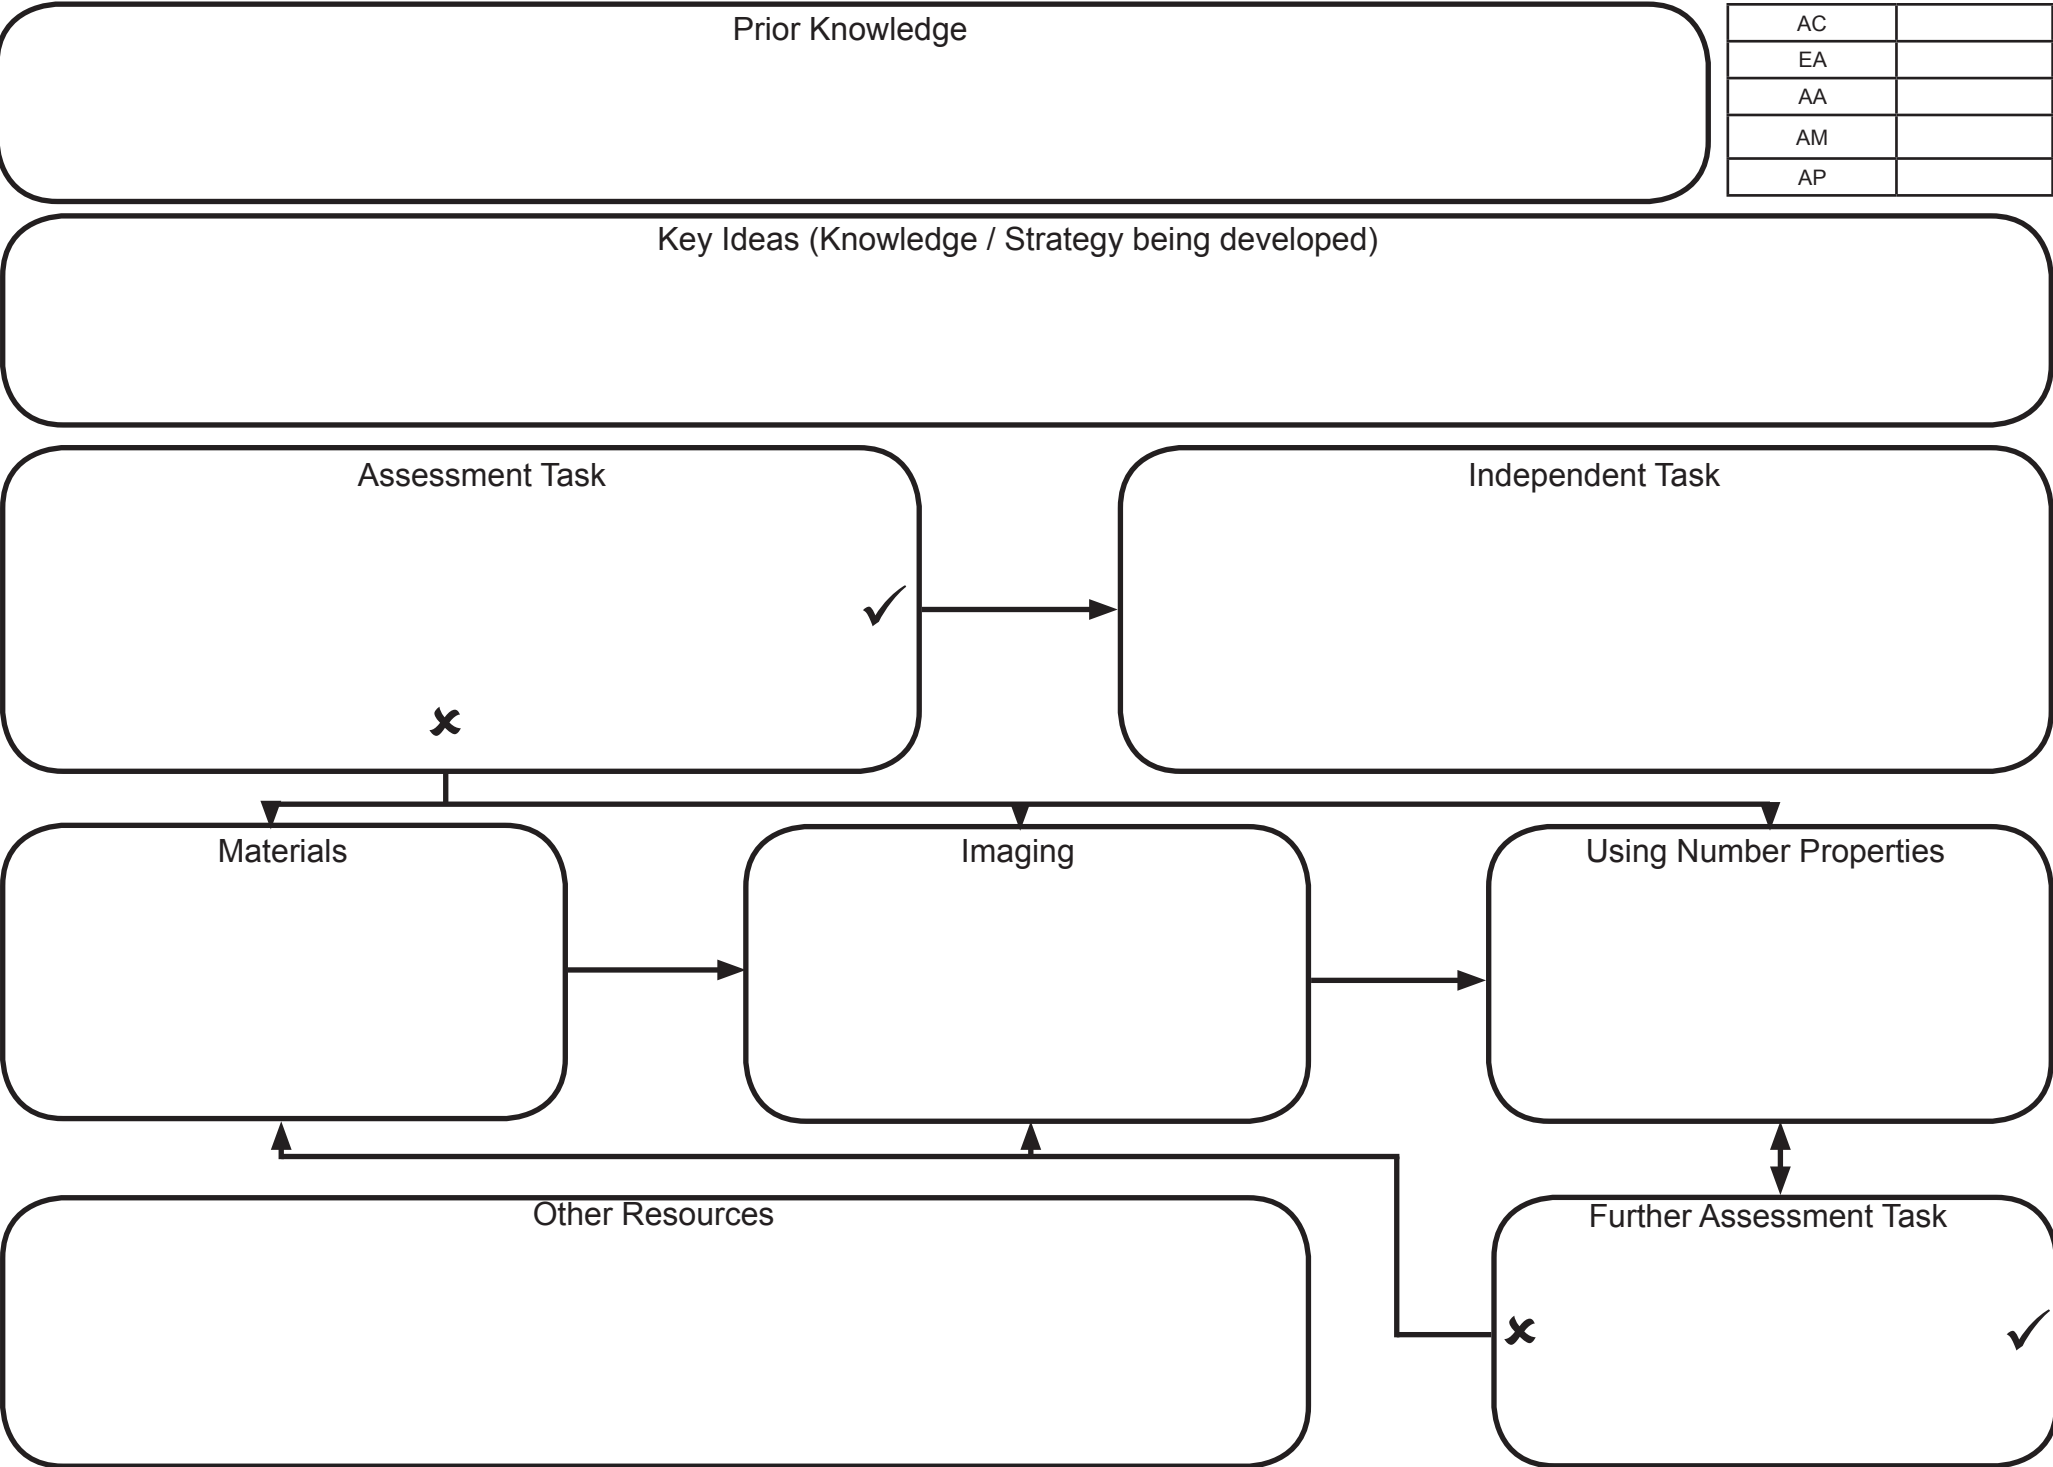 Prior Knowledge
AC
EA
AA
AM
AP
Key Ideas (Knowledge / Strategy being developed)
Assessment Task
Independent Task
Materials
Imaging
Using Number Properties
Other Resources
Further Assessment Task